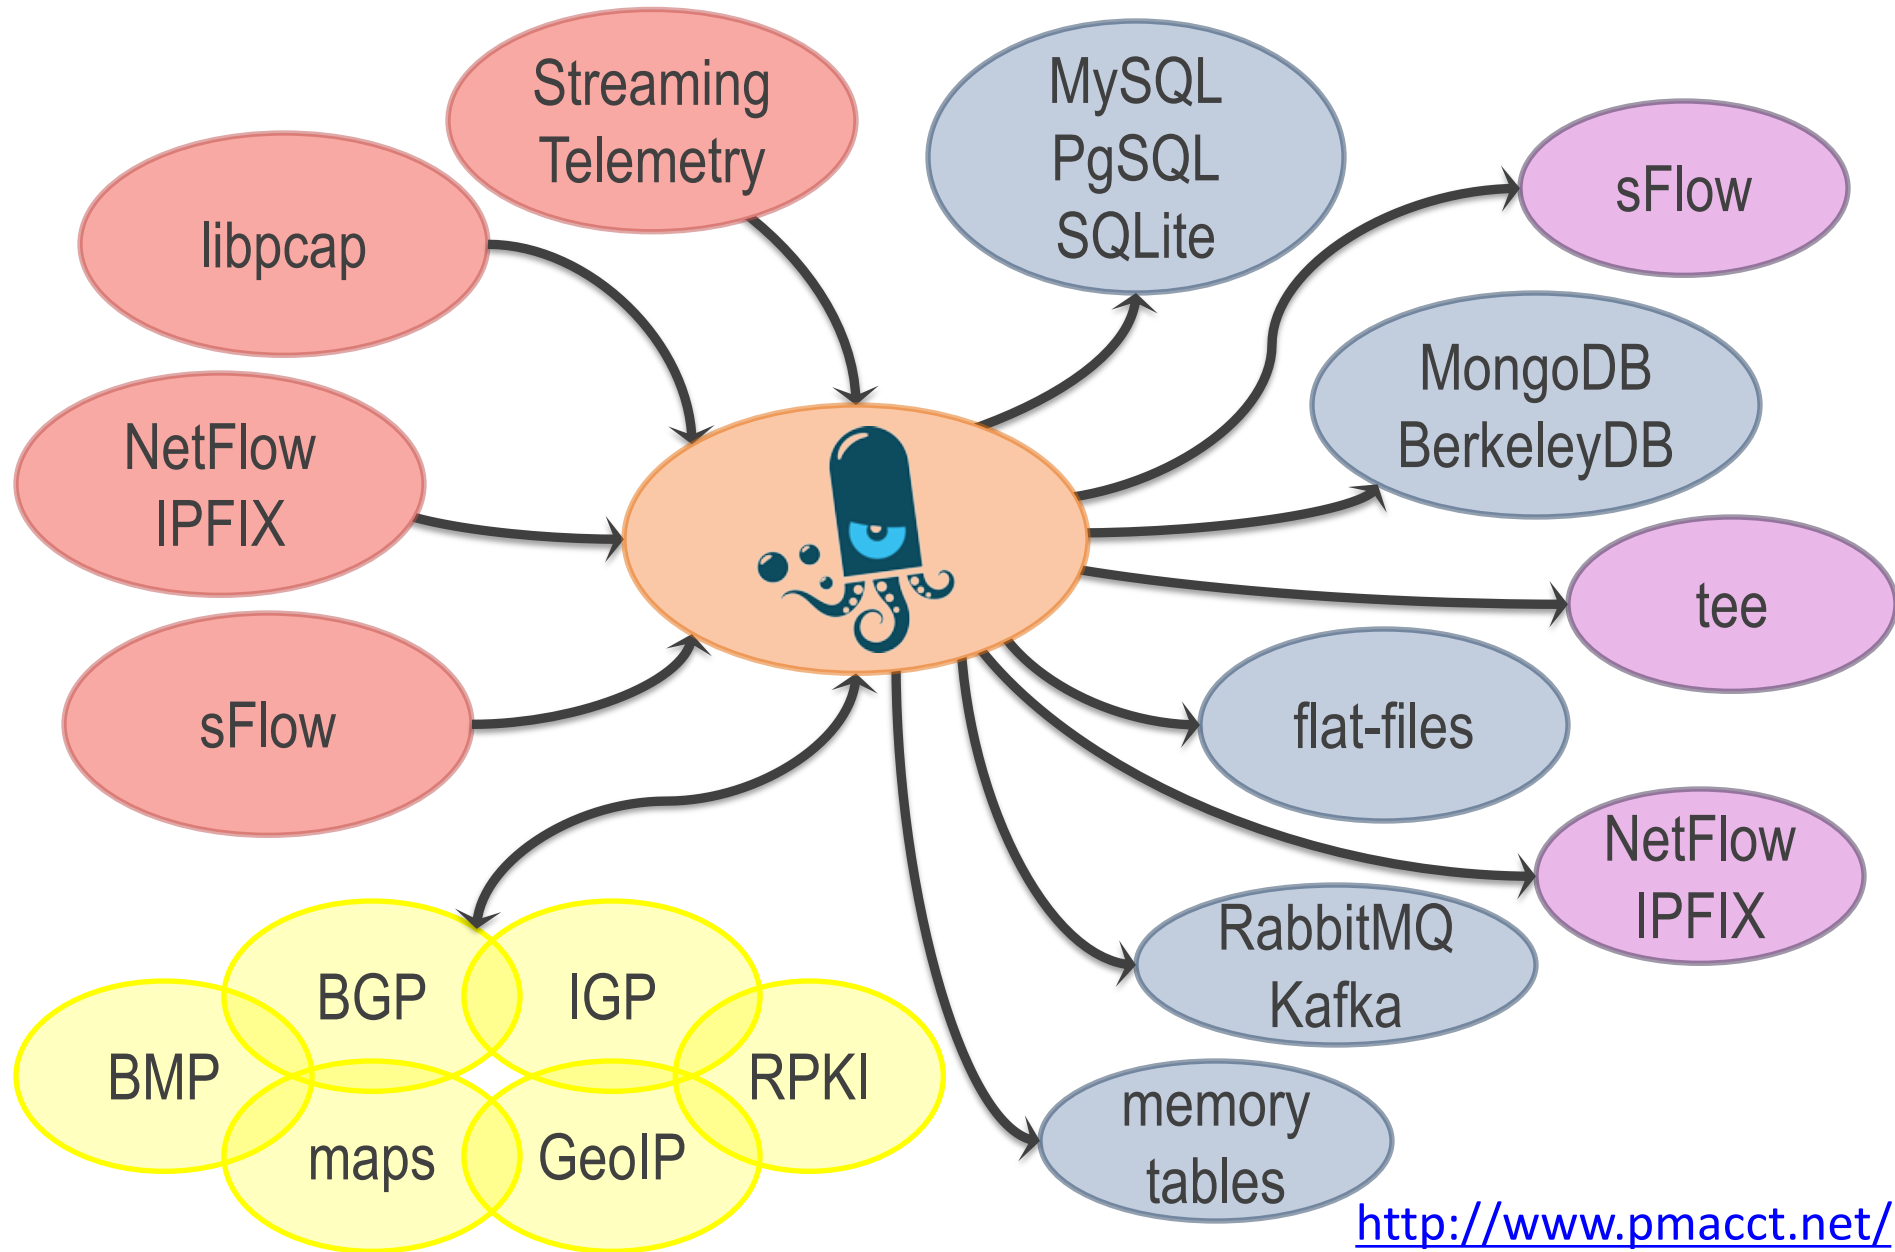 Streaming
Telemetry
libpcap
NetFlow
IPFIX
sFlow
MySQL
PgSQL
SQLite
sFlow
MongoDB
BerkeleyDB
tee
flat-files
NetFlow
IPFIX
RabbitMQ
Kafka
memory
tables
BGP
IGP
BMP
RPKI
maps
GeoIP
http://www.pmacct.net/